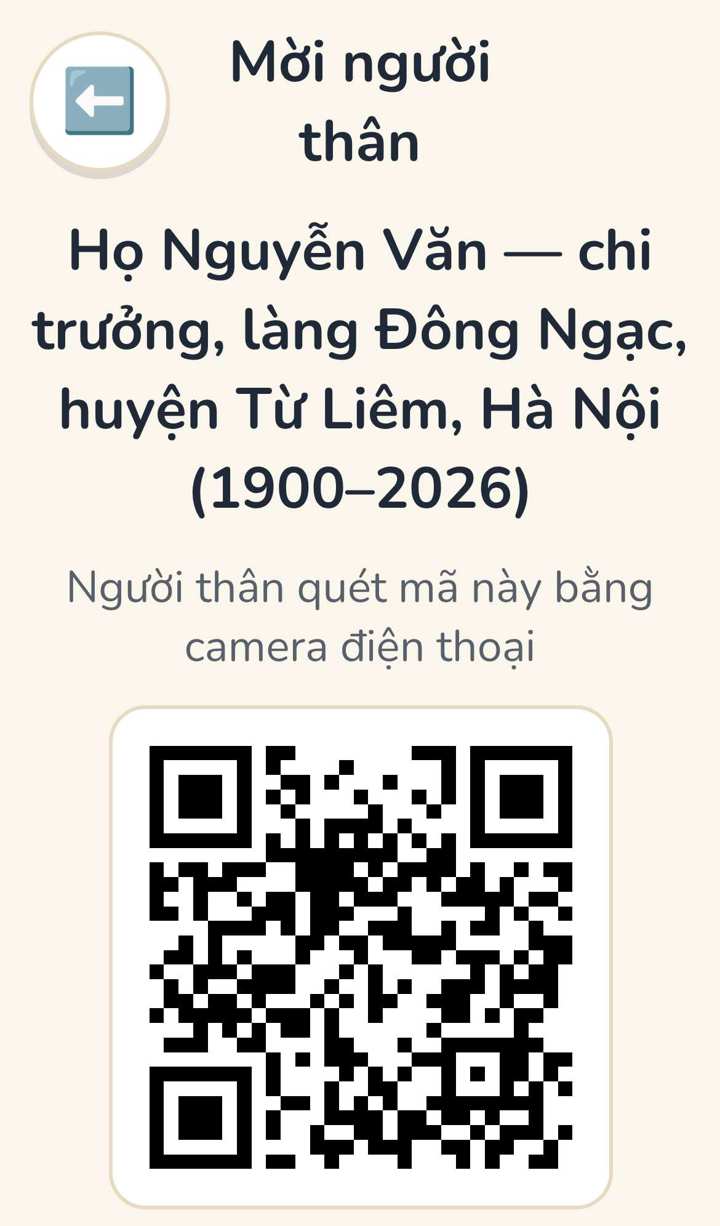 Mời người
thân
Họ Nguyễn Văn — chi
trưởng, làng Đông Ngạc,
huyện Từ Liêm, Hà Nội
(1900–2026)
Người thân quét mã này bằng
camera điện thoại